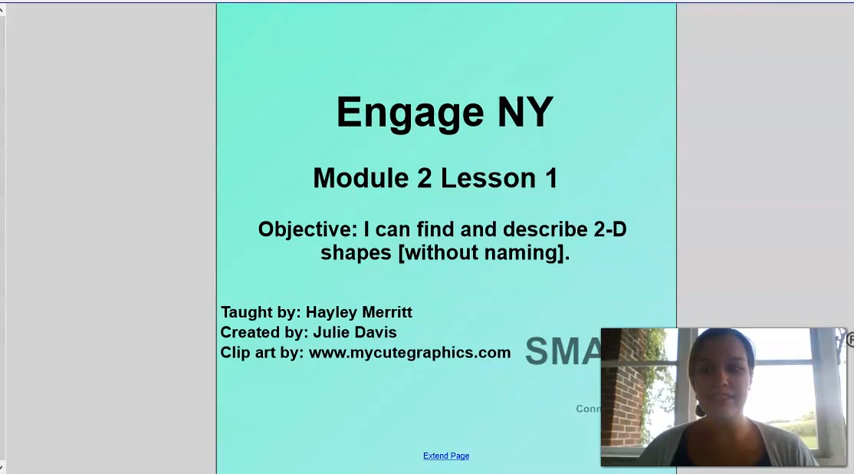 Engage NY
Module 2 Lesson 1
Objective: I can find and describe 2-D
shapes [without naming].
Taught by: Hayley Merritt
Created by: Julie Davis
Clip art by: www.mycutegraphics.com
Extend Page